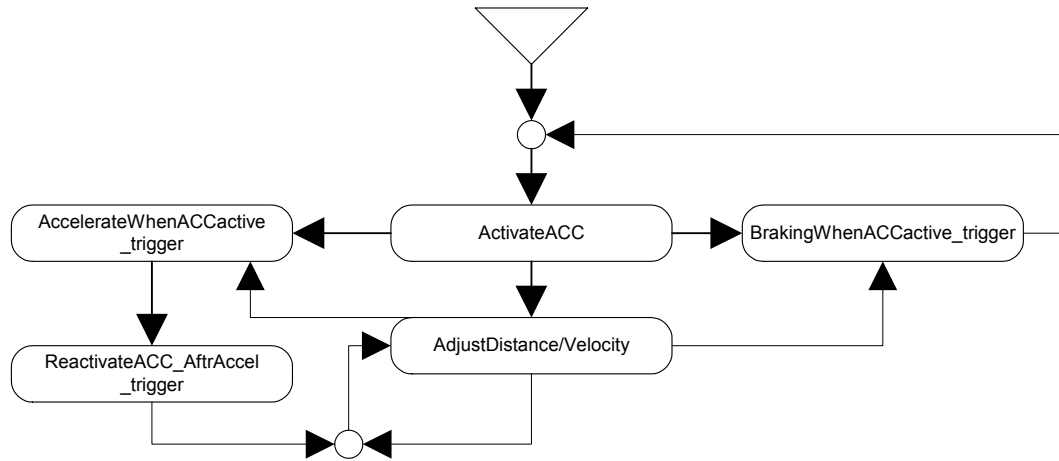 AccelerateWhenACCactive
_trigger
ActivateACC
BrakingWhenACCactive_trigger
ReactivateACC_AftrAccel
_trigger
AdjustDistance/Velocity